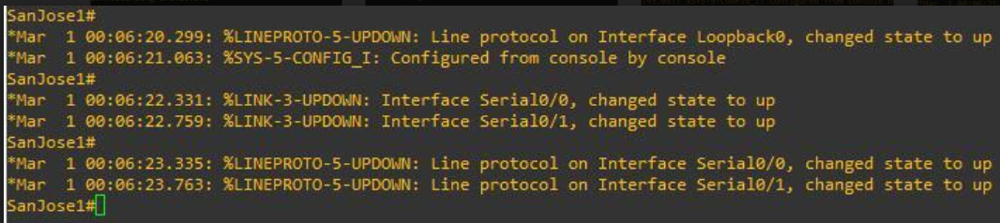 SanJose1#
*Mar  1 00:06:20.299: %LINEPROTO-5-UPDOWN: Line protocol on Interface Loopback0, changed state to up
*Mar  1 00:06:21.063: %SYS-5-CONFIG_I: Configured from console by console
SanJose1#
*Mar  1 00:06:22.331: %LINK-3-UPDOWN: Interface Serial0/0, changed state to up
*Mar  1 00:06:22.759: %LINK-3-UPDOWN: Interface Serial0/1, changed state to up
SanJose1#
*Mar  1 00:06:23.335: %LINEPROTO-5-UPDOWN: Line protocol on Interface Serial0/0, changed state to up
*Mar  1 00:06:23.763: %LINEPROTO-5-UPDOWN: Line protocol on Interface Serial0/1, changed state to up
SanJose1#